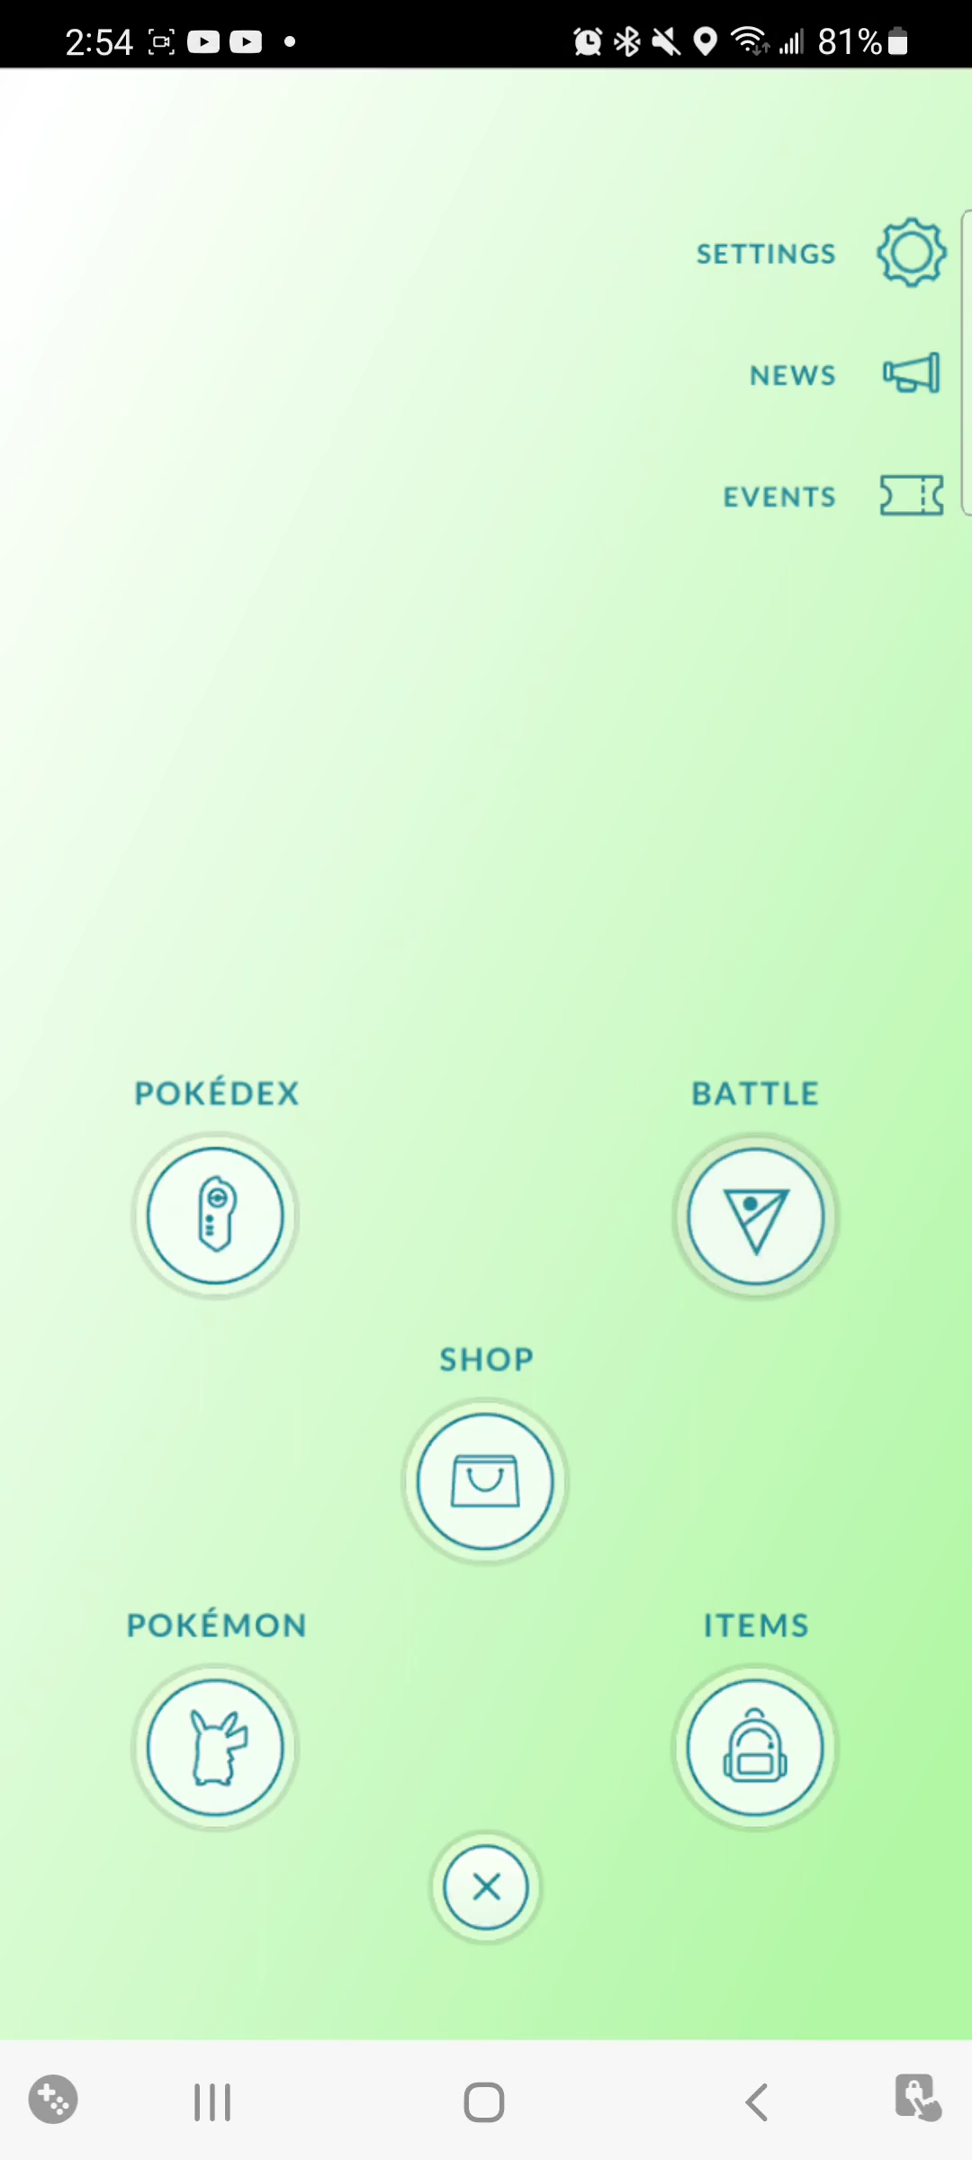 2:54 81%
SETTINGS
NEWS
EVENTS
POKÉDEX BATTLE
SHOP
POKÉMON ITEMS